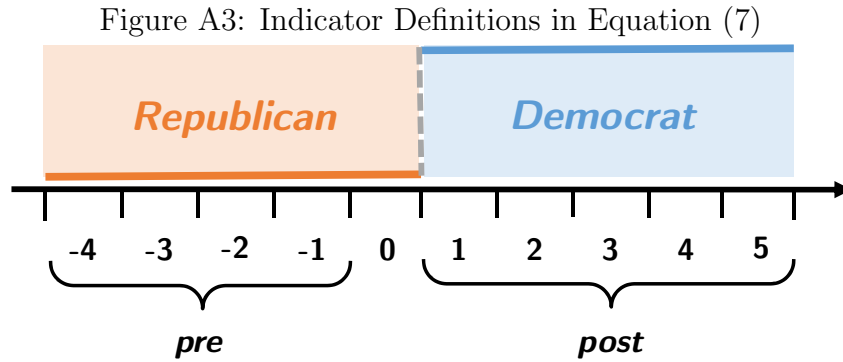 Figure A3: Indicator Definitions in Equation (7)
Republican Democrat
-4 -3 -2 -1 0 1 2 3 4 5
pre post